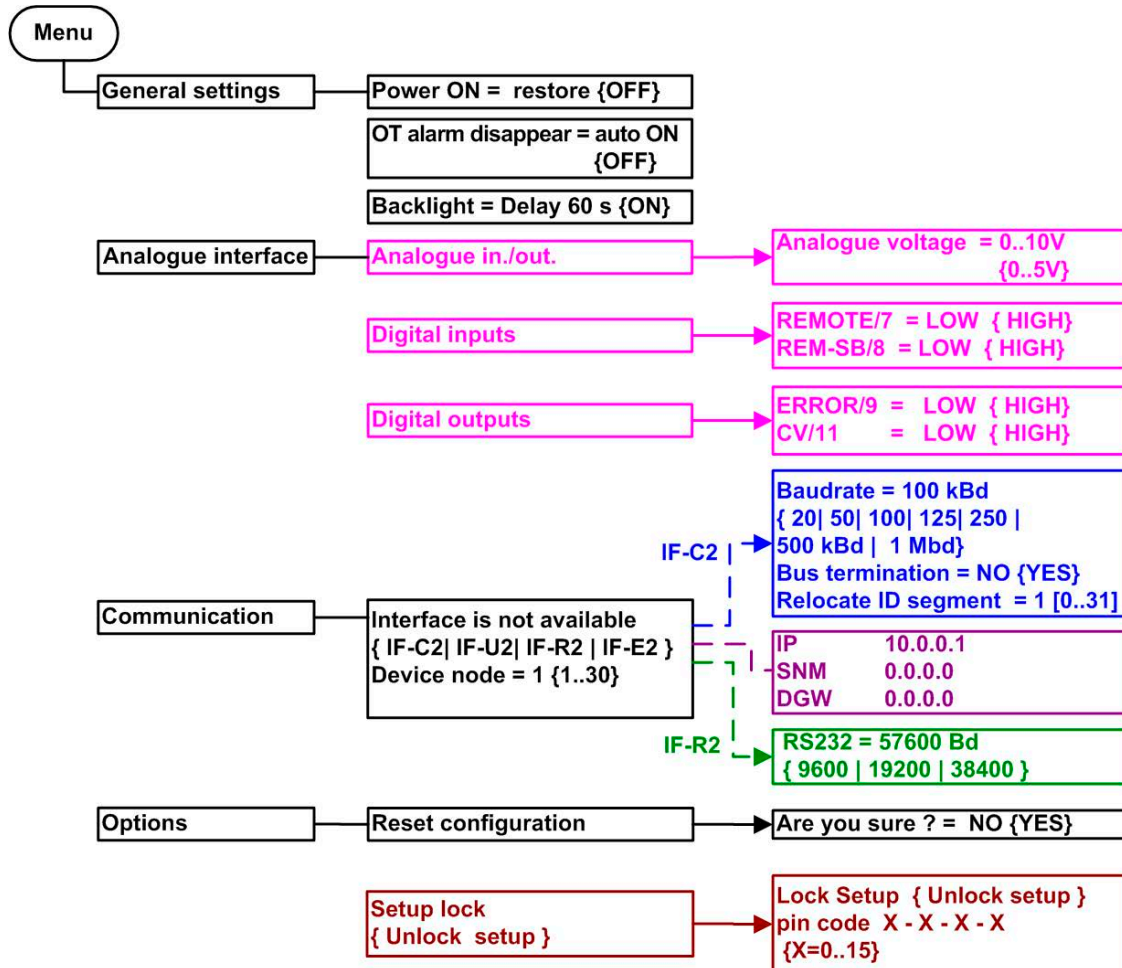 Menu
General settings
Power ON = restore {OFF}
OT alarm disappear = auto ON
{OFF}
Backlight = Delay 60 s {ON}
Analogue interface
Analogue in./out.
Analogue voltage = 0..10V
{0..5V}
Digital inputs
REMOTE/7 = LOW { HIGH}
REM-SB/8 = LOW { HIGH}
Digital outputs
ERROR/9 = LOW { HIGH}
CV/11 = LOW { HIGH}
Communication
Interface is not available
{ IF-C2| IF-U2| IF-R2 | IF-E2 }
Device node = 1 {1..30}
IF-C2
Baudrate = 100 kBd
{ 20| 50| 100| 125| 250 |
500 kBd | 1 Mbd}
Bus termination = NO {YES}
Relocate ID segment = 1 [0..31]
IP 10.0.0.1
SNM 0.0.0.0
DGW 0.0.0.0
IF-R2
RS232 = 57600 Bd
{ 9600 | 19200 | 38400 }
Options
Reset configuration
Are you sure ? = NO {YES}
Setup lock
{ Unlock setup }
Lock Setup { Unlock setup }
pin code X - X - X - X
{X=0..15}